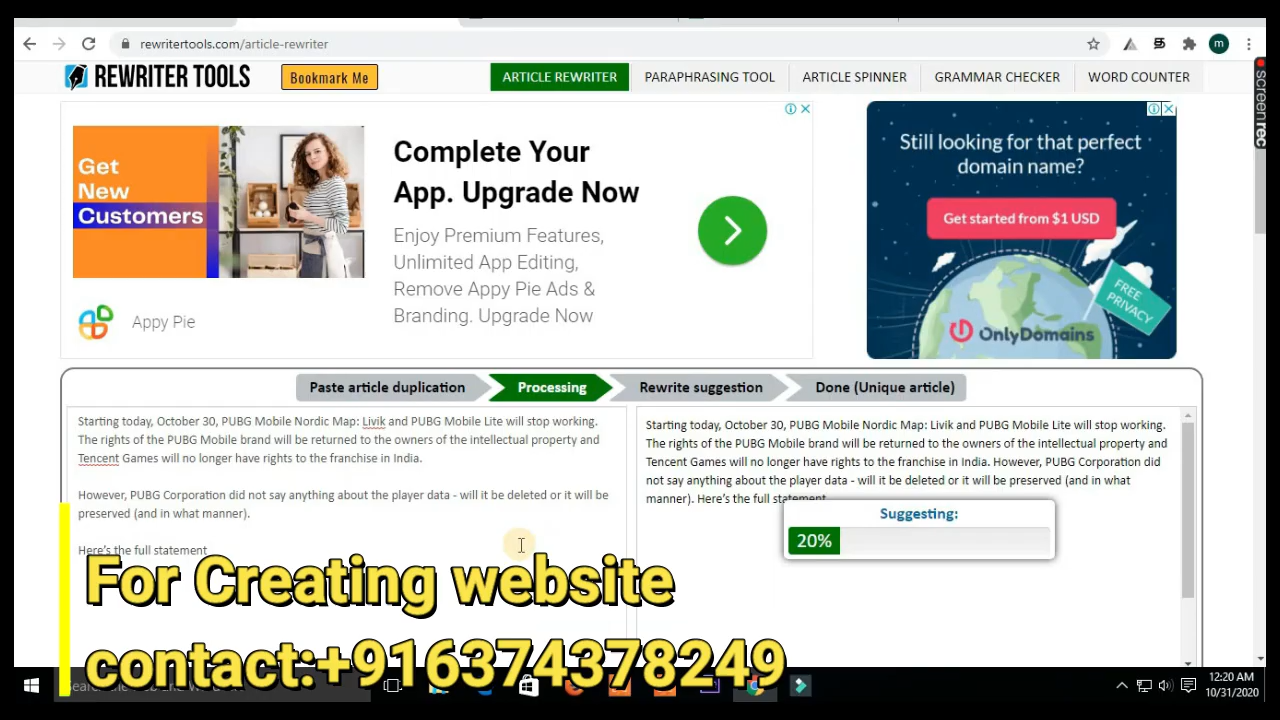 rewritertools.com/article-rewriter
m
REWRITER TOOLS
Bookmark Me
ARTICLE REWRITER
PARAPHRASING TOOL
ARTICLE SPINNER
GRAMMAR CHECKER
WORD COUNTER
screenrec
Get
New
Customers
Complete Your
App. Upgrade Now
Enjoy Premium Features,
Unlimited App Editing,
Remove Appy Pie Ads &
Branding. Upgrade Now
Appy Pie
Still looking for that perfect
domain name?
Get started from $1 USD
FREE
PRIVACY
OnlyDomains
Paste article duplication
Processing
Rewrite suggestion
Done (Unique article)
Starting today, October 30, PUBG Mobile Nordic Map: Livik and PUBG Mobile Lite will stop working.
The rights of the PUBG Mobile brand will be returned to the owners of the intellectual property and
Tencent Games will no longer have rights to the franchise in India.
However, PUBG Corporation did not say anything about the player data - will it be deleted or it will be
preserved (and in what manner).
Here's the full statement
Starting today, October 30, PUBG Mobile Nordic Map: Livik and PUBG Mobile Lite will stop working.
The rights of the PUBG Mobile brand will be returned to the owners of the intellectual property and
Tencent Games will no longer have rights to the franchise in India. However, PUBG Corporation did
not say anything about the player data - will it be deleted or it will be preserved (and in what
manner). Here's the full statement
Suggesting:
20%
For Creating website
contact:+916374378249
12:20 AM
10/31/2020